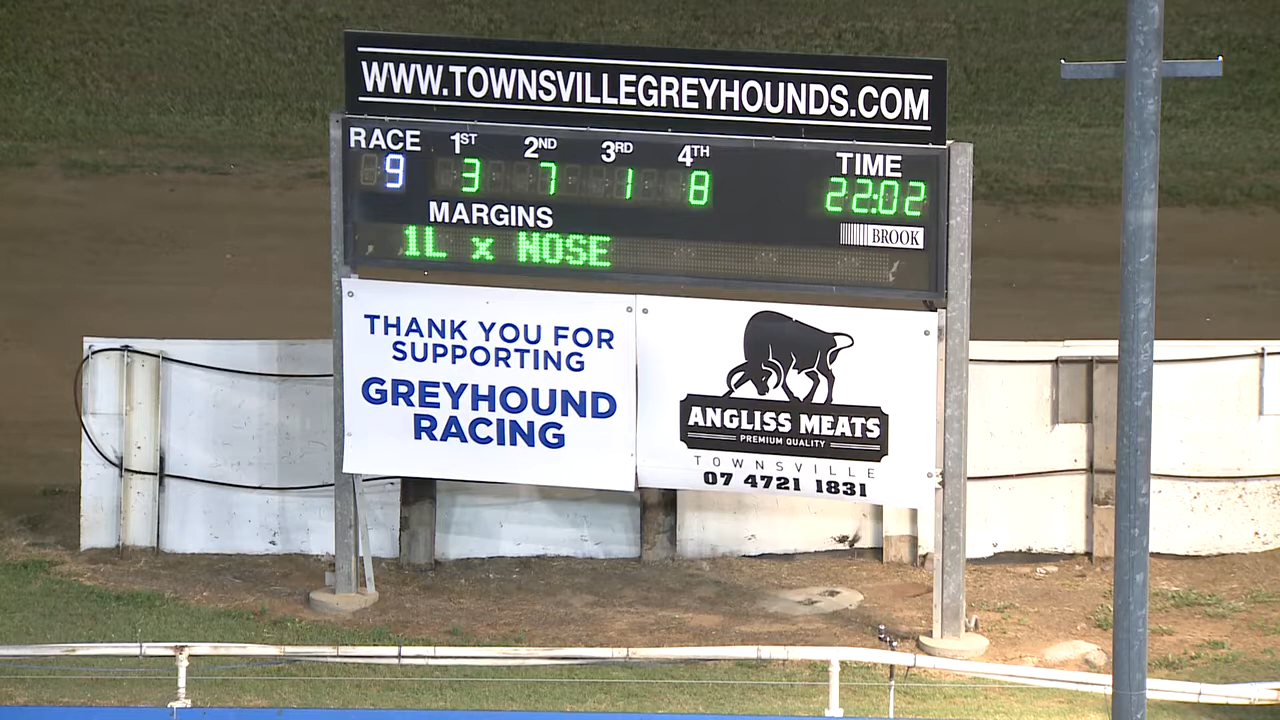 WWW.TOWNSVILLEGREYHOUNDS.COM
RACE 1ST 2ND 3RD 4TH TIME
9 3 7 1 8 22:02
MARGINS
BROOK
1L x NOSE
THANK YOU FOR
SUPPORTING
GREYHOUND
RACING
ANGLISS MEATS
PREMIUM QUALITY
TOWNSVILLE
07 4721 1831